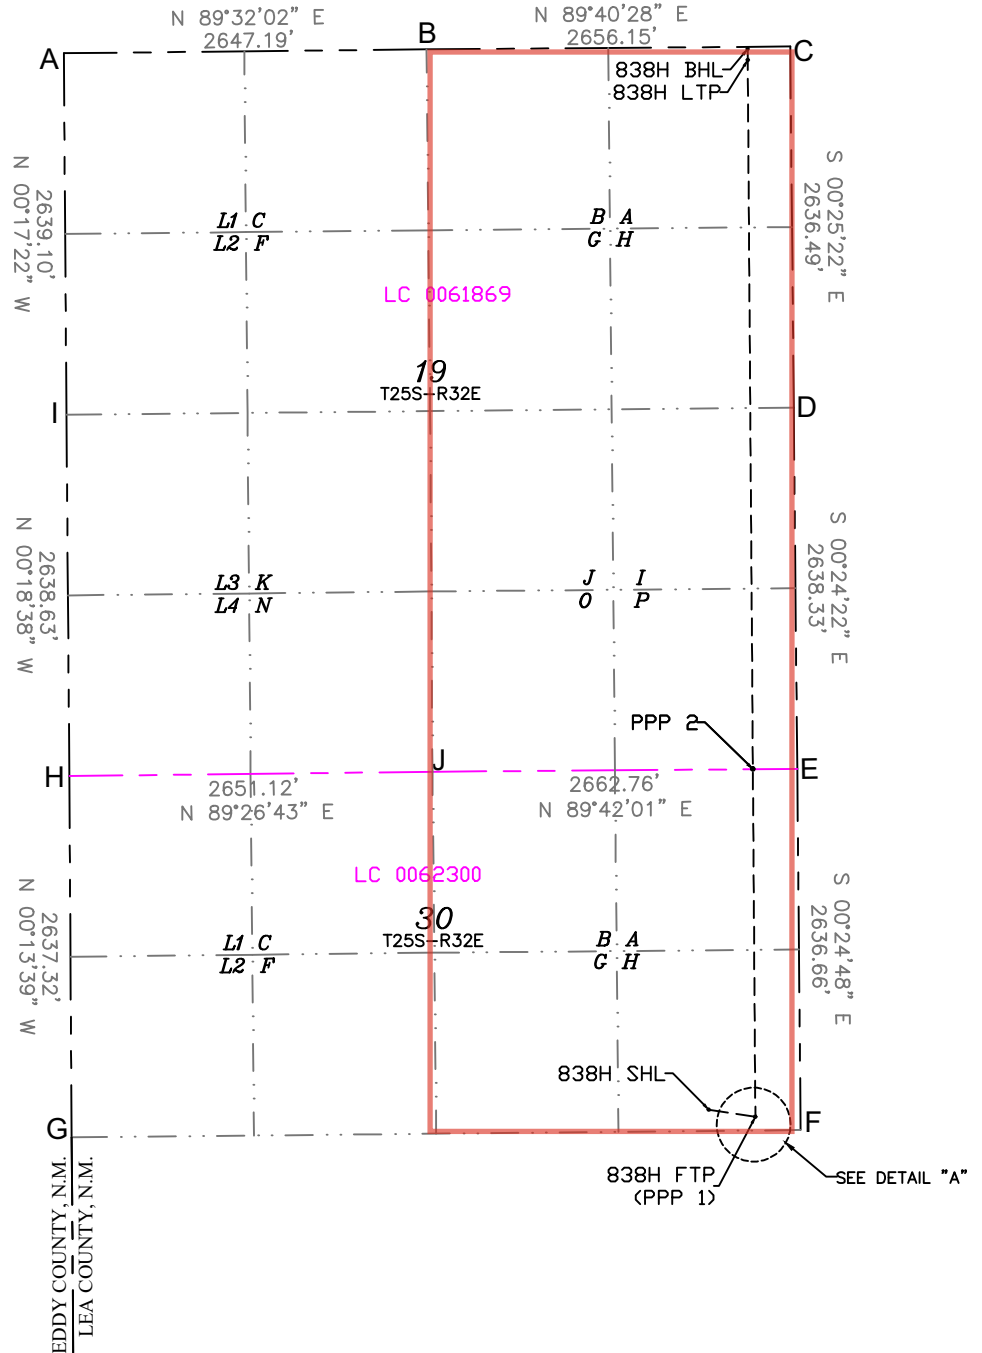 N 89°32'02" E
2647.19'
N 89°40'28" E
2656.15'
A
B
C
838H BHL
838H LTP
N 00°17'22" W
2639.10'
S 00°25'22" E
2636.49'
L1 C
L2 F
B A
G H
LC 0061869
19
T25S-R32E
I
D
N 00°18'38" W
2638.63'
S 00°24'22" E
2638.33'
L3 K
L4 N
J I
O P
PPP 2
H
J
E
2651.12'
N 89°26'43" E
2662.76'
N 89°42'01" E
LC 0062300
30
T25S-R32E
N 00°13'39" W
2637.32'
S 00°24'48" E
2636.66'
L1 C
L2 F
B A
G H
838H SHL
G
F
838H FTP
(PPP 1)
SEE DETAIL "A"
EDDY COUNTY, N.M.
LEA COUNTY, N.M.